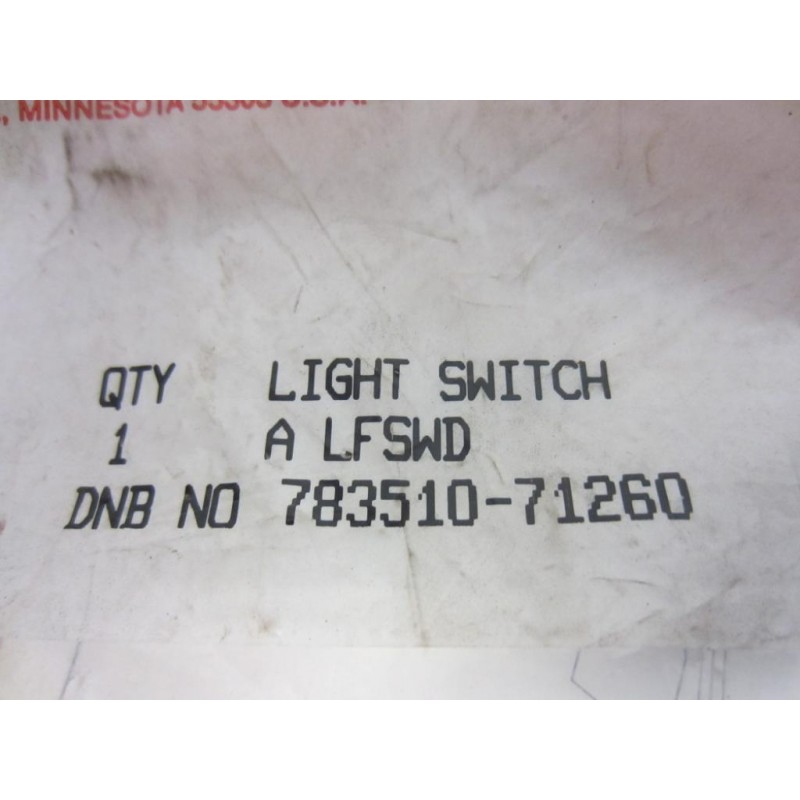 , MINNESOTA
QTY LIGHT SWITCH
1 A LFSWD
DNB NO 783510-71260